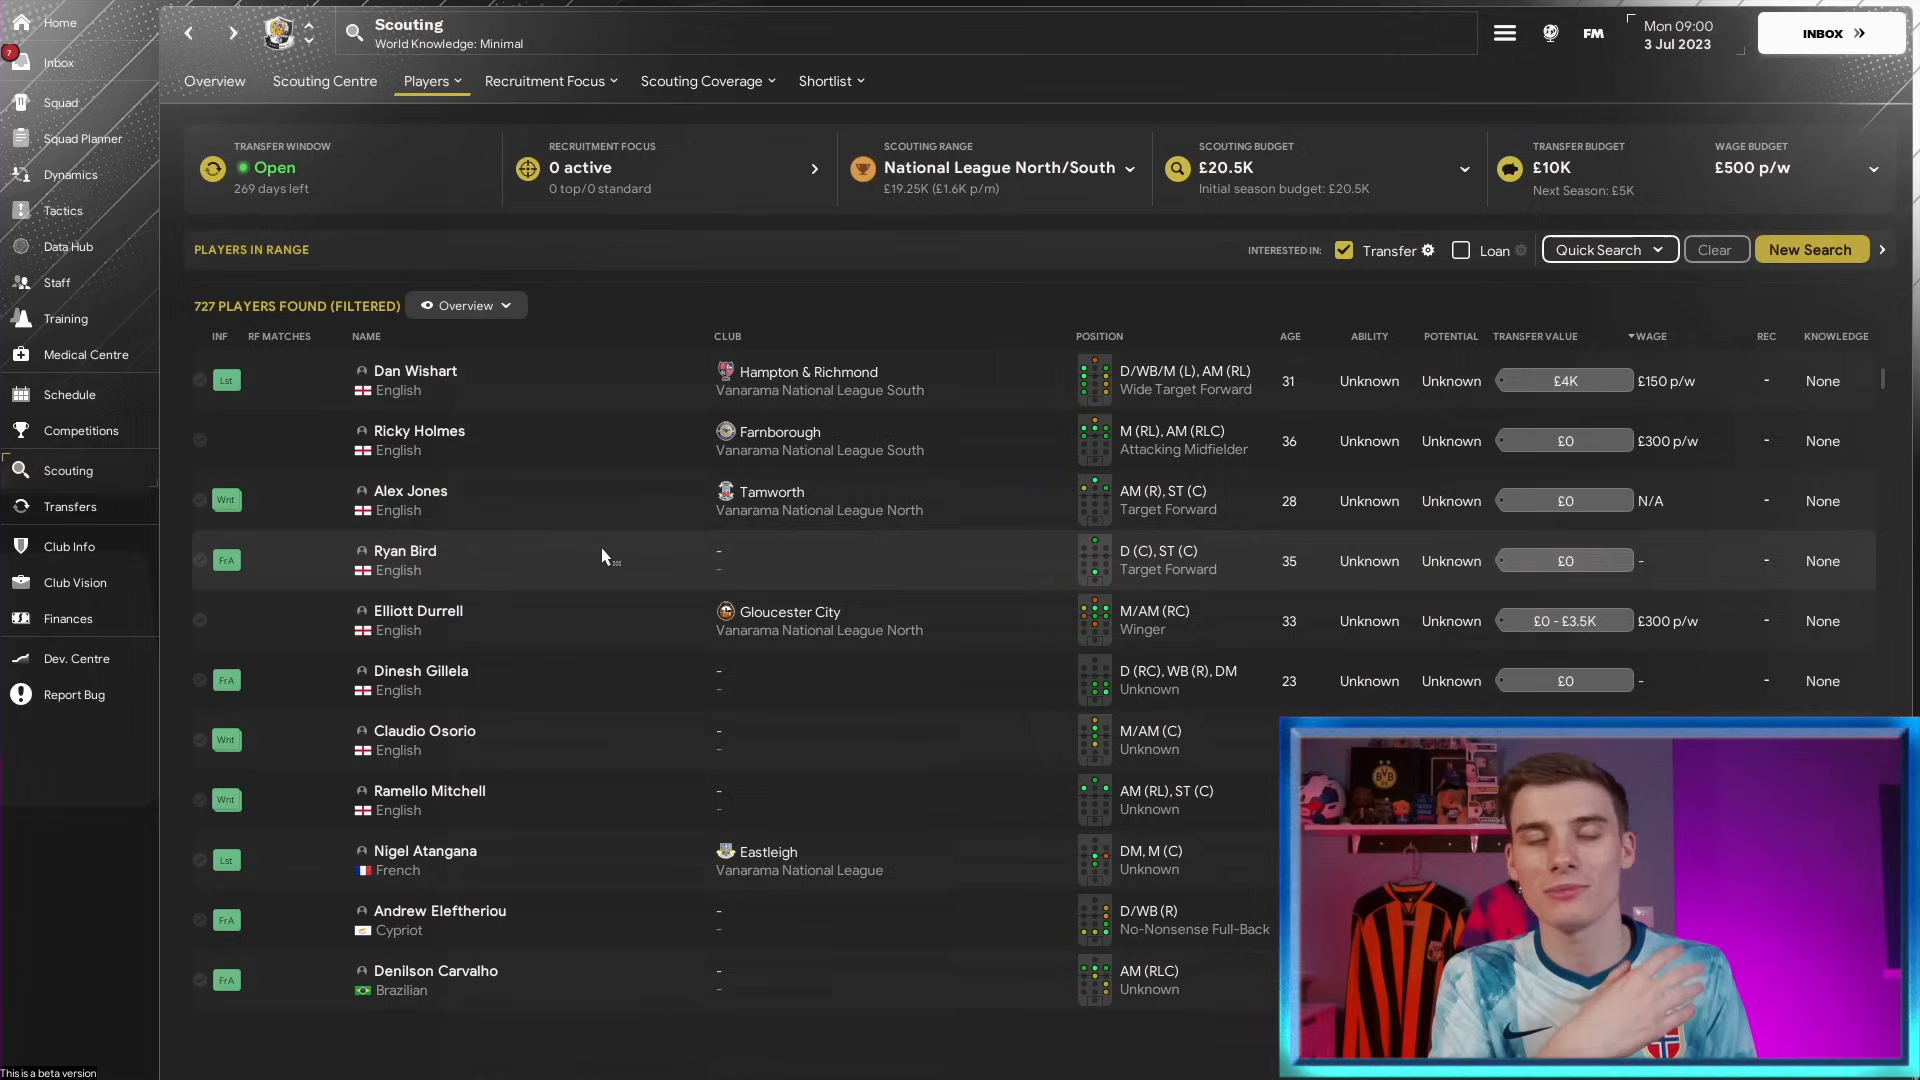 Home
7
Inbox
Squad
Squad Planner
Dynamics
Tactics
Data Hub
Staff
Training
Medical Centre
Schedule
Competitions
Scouting
Transfers
Club Info
Club Vision
Finances
Dev. Centre
Report Bug
This is a beta version
Scouting
World Knowledge: Minimal
FM
Mon 09:00
3 Jul 2023
INBOX
Overview Scouting Centre Players Recruitment Focus Scouting Coverage Shortlist
TRANSFER WINDOW
Open
269 days left
RECRUITMENT FOCUS
0 active
0 top/0 standard
SCOUTING RANGE
National League North/South
£19.25K (£1.6K p/m)
SCOUTING BUDGET
£20.5K
Initial season budget: £20.5K
TRANSFER BUDGET
£10K
Next Season: £5K
WAGE BUDGET
£500 p/w
PLAYERS IN RANGE
INTERESTED IN: Transfer Loan Quick Search Clear New Search
727 PLAYERS FOUND (FILTERED) Overview
INF RF MATCHES NAME CLUB POSITION AGE ABILITY POTENTIAL TRANSFER VALUE WAGE REC KNOWLEDGE
Lst Dan Wishart Hampton & Richmond D/WB/M (L), AM (RL) 31 Unknown Unknown £4K £150 p/w - None
English Vanarama National League South Wide Target Forward
Ricky Holmes Farnborough M (RL), AM (RLC) 36 Unknown Unknown £0 £300 p/w - None
English Vanarama National League South Attacking Midfielder
Wnt Alex Jones Tamworth AM (R), ST (C) 28 Unknown Unknown £0 N/A - None
English Vanarama National League North Target Forward
FrA Ryan Bird - D (C), ST (C) 35 Unknown Unknown £0 - - None
English - Target Forward
Elliott Durrell Gloucester City M/AM (RC) 33 Unknown Unknown £0 - £3.5K £300 p/w - None
English Vanarama National League North Winger
FrA Dinesh Gillela - D (RC), WB (R), DM 23 Unknown Unknown £0 - - None
English - Unknown
Wnt Claudio Osorio - M/AM (C)
English - Unknown
Wnt Ramello Mitchell - AM (RL), ST (C)
English - Unknown
Lst Nigel Atangana Eastleigh DM, M (C)
French Vanarama National League Unknown
FrA Andrew Eleftheriou - D/WB (R)
Cypriot - No-Nonsense Full-Back
FrA Denilson Carvalho - AM (RLC)
Brazilian - Unknown
BVB